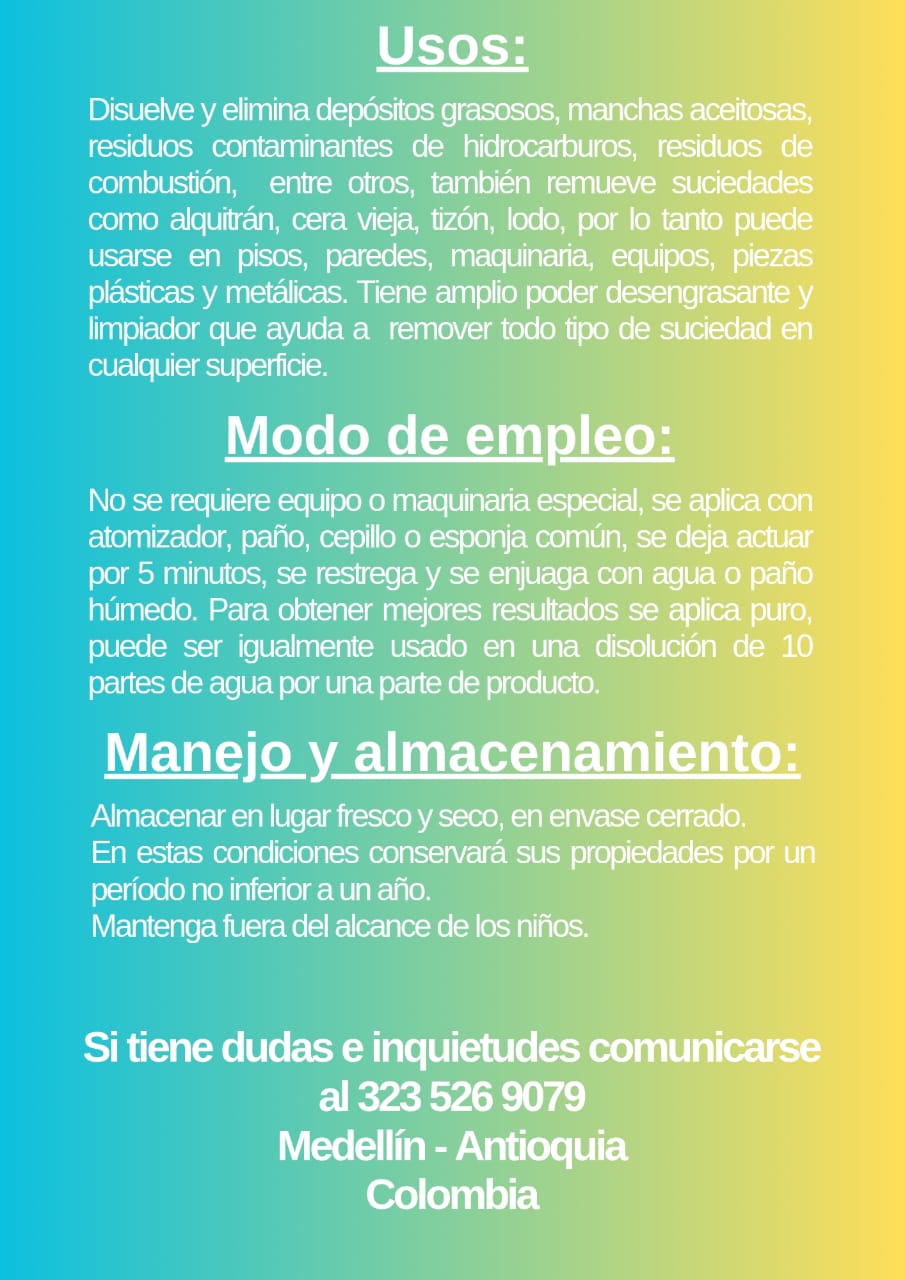 Usos:
Disuelve y elimina depósitos grasosos, manchas aceitosas,
residuos contaminantes de hidrocarburos, residuos de
combustión, entre otros, también remueve suciedades
como alquitrán, cera vieja, tizón, lodo, por lo tanto puede
usarse en pisos, paredes, maquinaria, equipos, piezas
plásticas y metálicas. Tiene amplio poder desengrasante y
limpiador que ayuda a remover todo tipo de suciedad en
cualquier superficie.
Modo de empleo:
No se requiere equipo o maquinaria especial, se aplica con
atomizador, paño, cepillo o esponja común, se deja actuar
por 5 minutos, se restrega y se enjuaga con agua o paño
húmedo. Para obtener mejores resultados se aplica puro,
puede ser igualmente usado en una disolución de 10
partes de agua por una parte de producto.
Manejo y almacenamiento:
Almacenar en lugar fresco y seco, en envase cerrado.
En estas condiciones conservará sus propiedades por un
período no inferior a un año.
Mantenga fuera del alcance de los niños.
Si tiene dudas e inquietudes comunicarse
al 323 526 9079
Medellín - Antioquia
Colombia